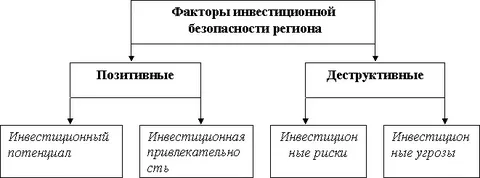 Факторы инвестиционной
безопасности региона
Позитивные
Деструктивные
Инвестиционный
потенциал
Инвестиционная
привлекательно
сть
Инвестицион
ные риски
Инвестицион
ные угрозы